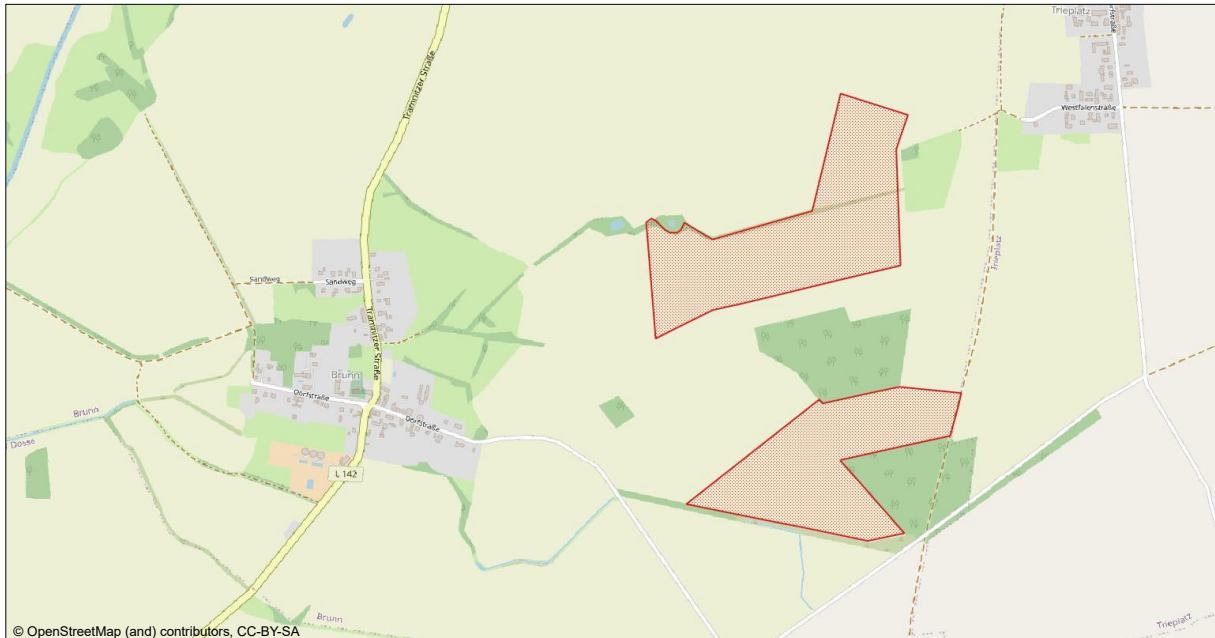 Trieplatz
Dorfstraße
Tramnitzer Straße
Westfalenstraße
Trieplatz
Sandweg
Sandweg
Tramnitzer Straße
Brunn
Dorfstraße
Dorfstraße
Brunn
Dosse
L 142
Brunn
Trieplatz
© OpenStreetMap (and) contributors, CC-BY-SA